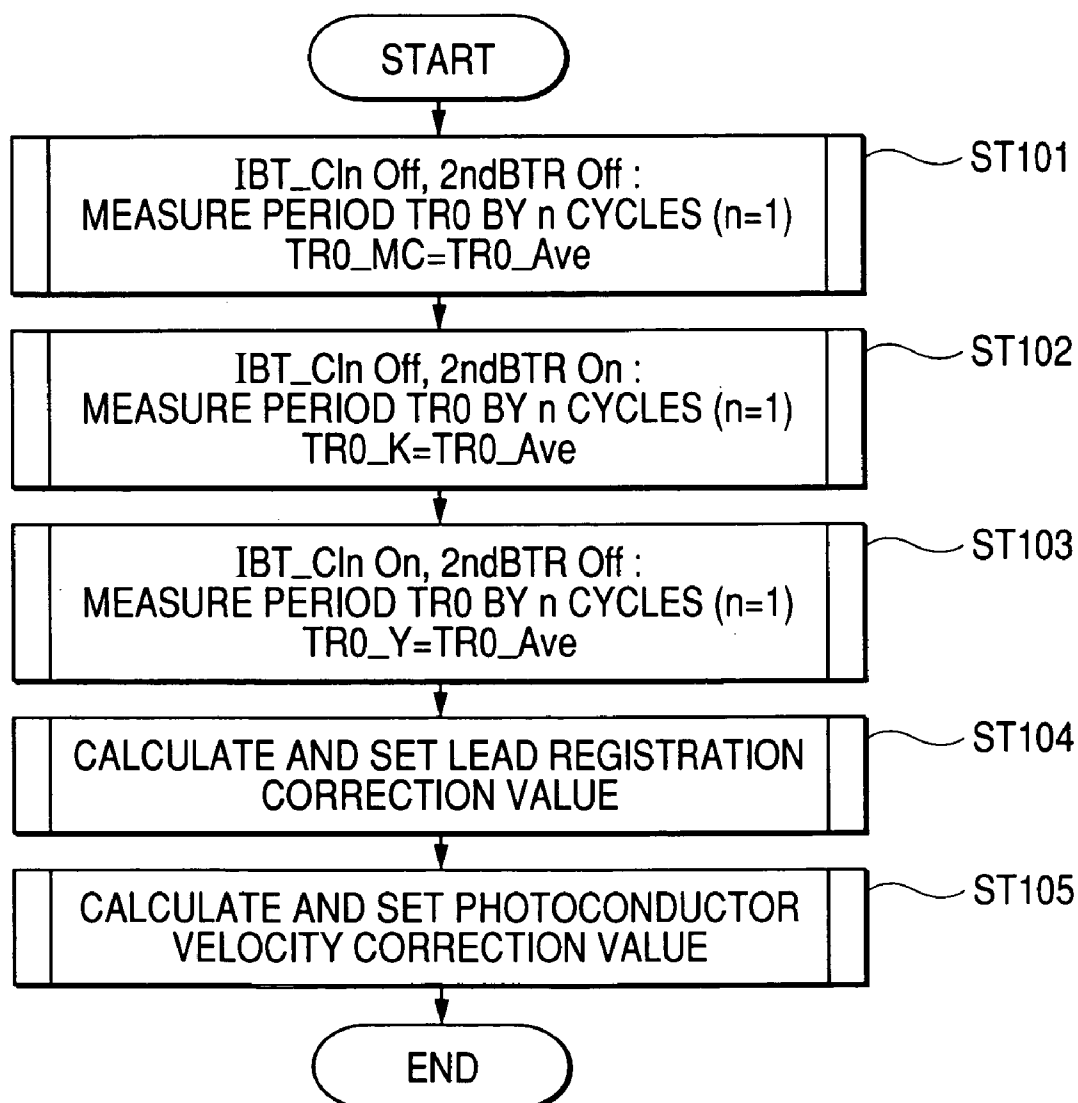 START
IBT_Cln Off, 2ndBTR Off :
MEASURE PERIOD TR0 BY n CYCLES (n=1)
TR0_MC=TR0_Ave
ST101
IBT_Cln Off, 2ndBTR On :
MEASURE PERIOD TR0 BY n CYCLES (n=1)
TR0_K=TR0_Ave
ST102
IBT_Cln On, 2ndBTR Off :
MEASURE PERIOD TR0 BY n CYCLES (n=1)
TR0_Y=TR0_Ave
ST103
CALCULATE AND SET LEAD REGISTRATION
CORRECTION VALUE
ST104
CALCULATE AND SET PHOTOCONDUCTOR
VELOCITY CORRECTION VALUE
ST105
END